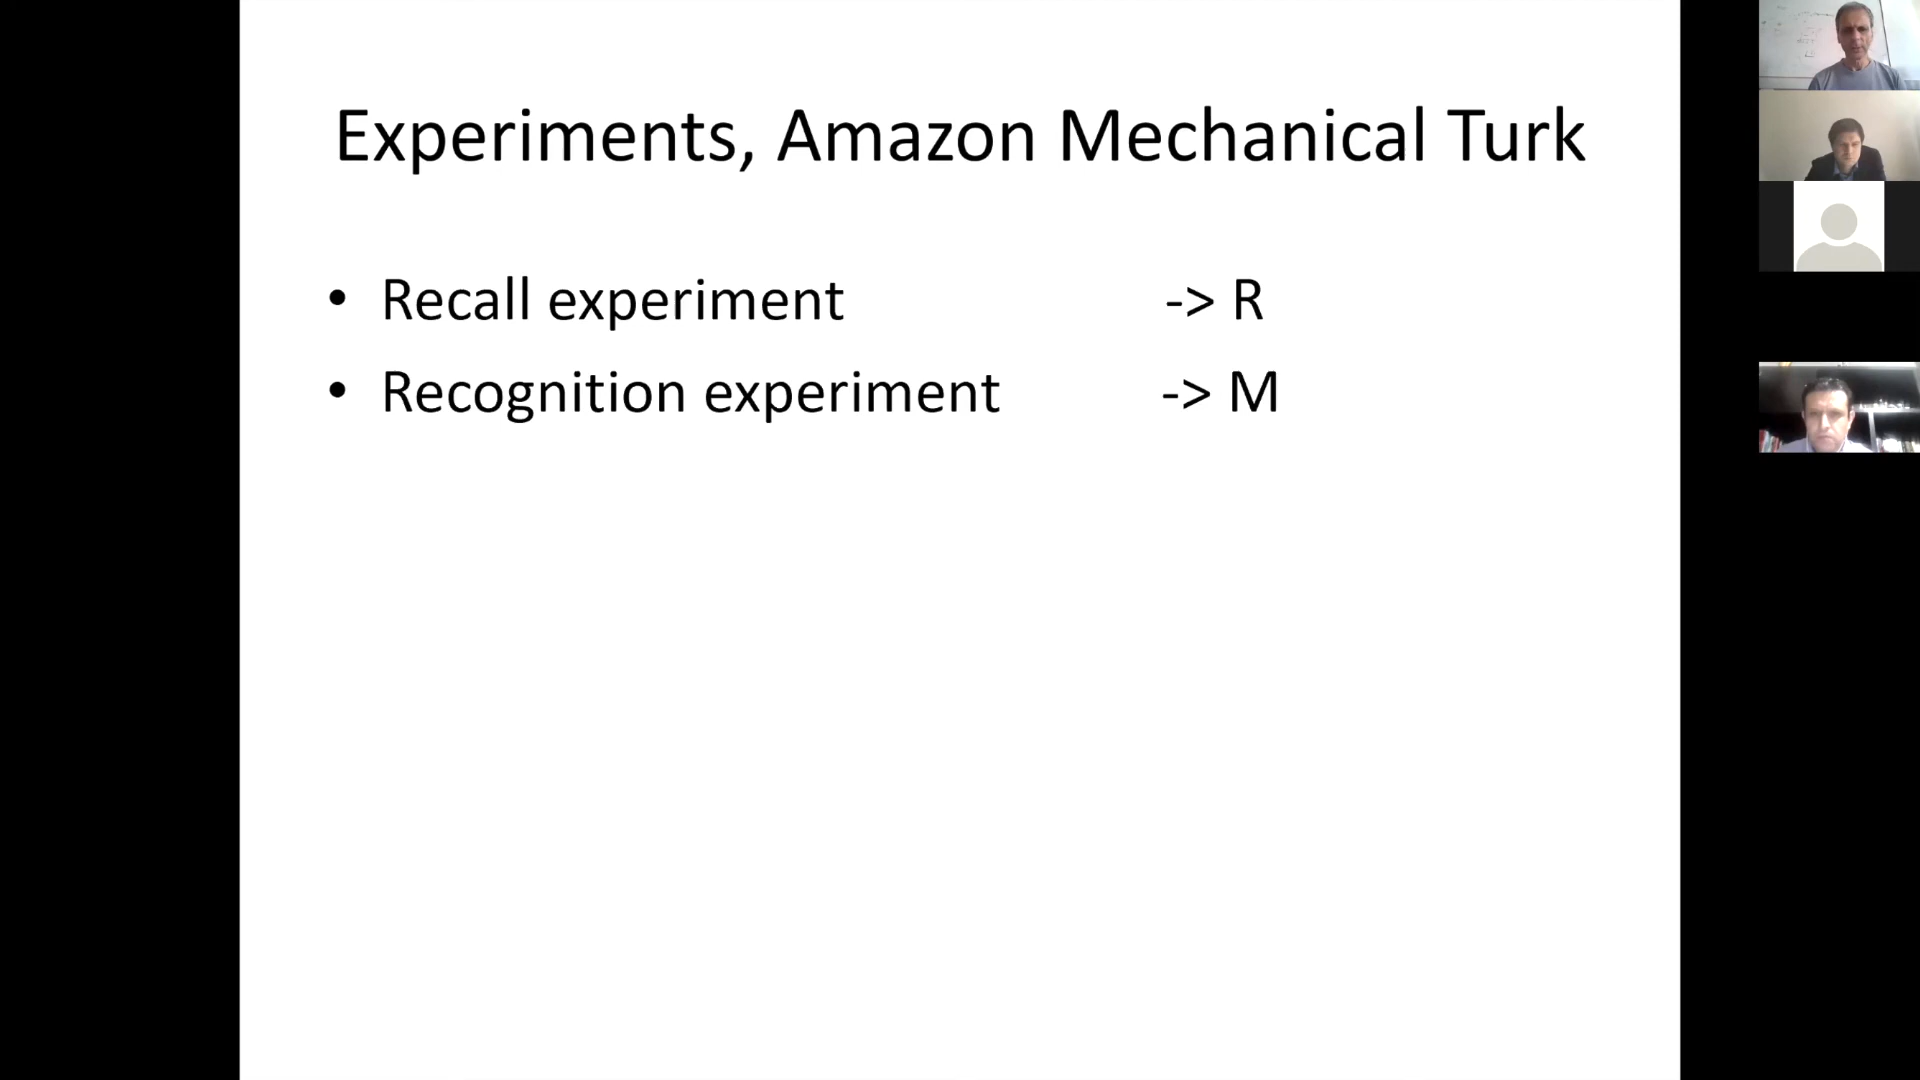 Experiments, Amazon Mechanical Turk
• Recall experiment -> R
• Recognition experiment -> M